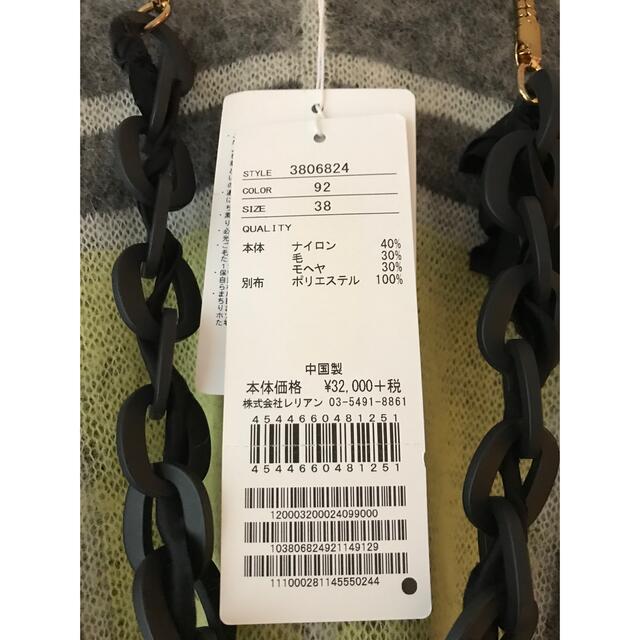 STYLE 3806824
COLOR 92
SIZE 38
QUALITY
本体 ナイロン 40%
毛 30%
モヘヤ 30%
別布 ポリエステル 100%
中国製
本体価格 ¥32,000+税
株式会社レリアン 03-5491-8861
4544660481251
4544660481251
120003200024099000
103806824921149129
111000281145550244